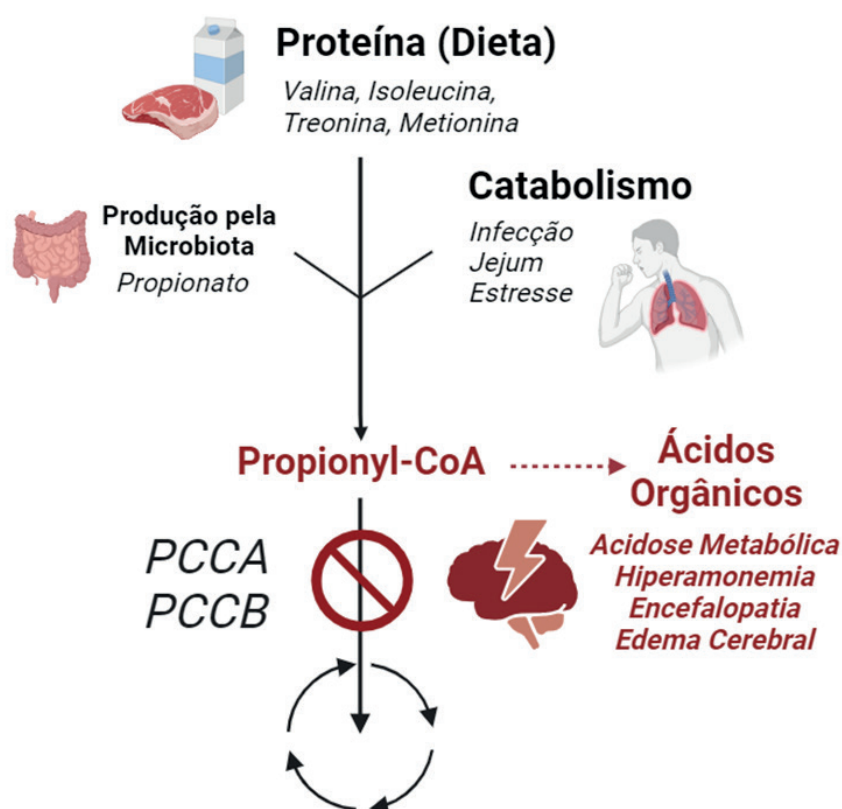 Proteína (Dieta)
Valina, Isoleucina,
Treonina, Metionina
Produção pela
Microbiota
Propionato
Catabolismo
Infecção
Jejum
Estresse
Propionyl-CoA
Ácidos
Orgânicos
PCCA
PCCB
Acidose Metabólica
Hiperamonemia
Encefalopatia
Edema Cerebral